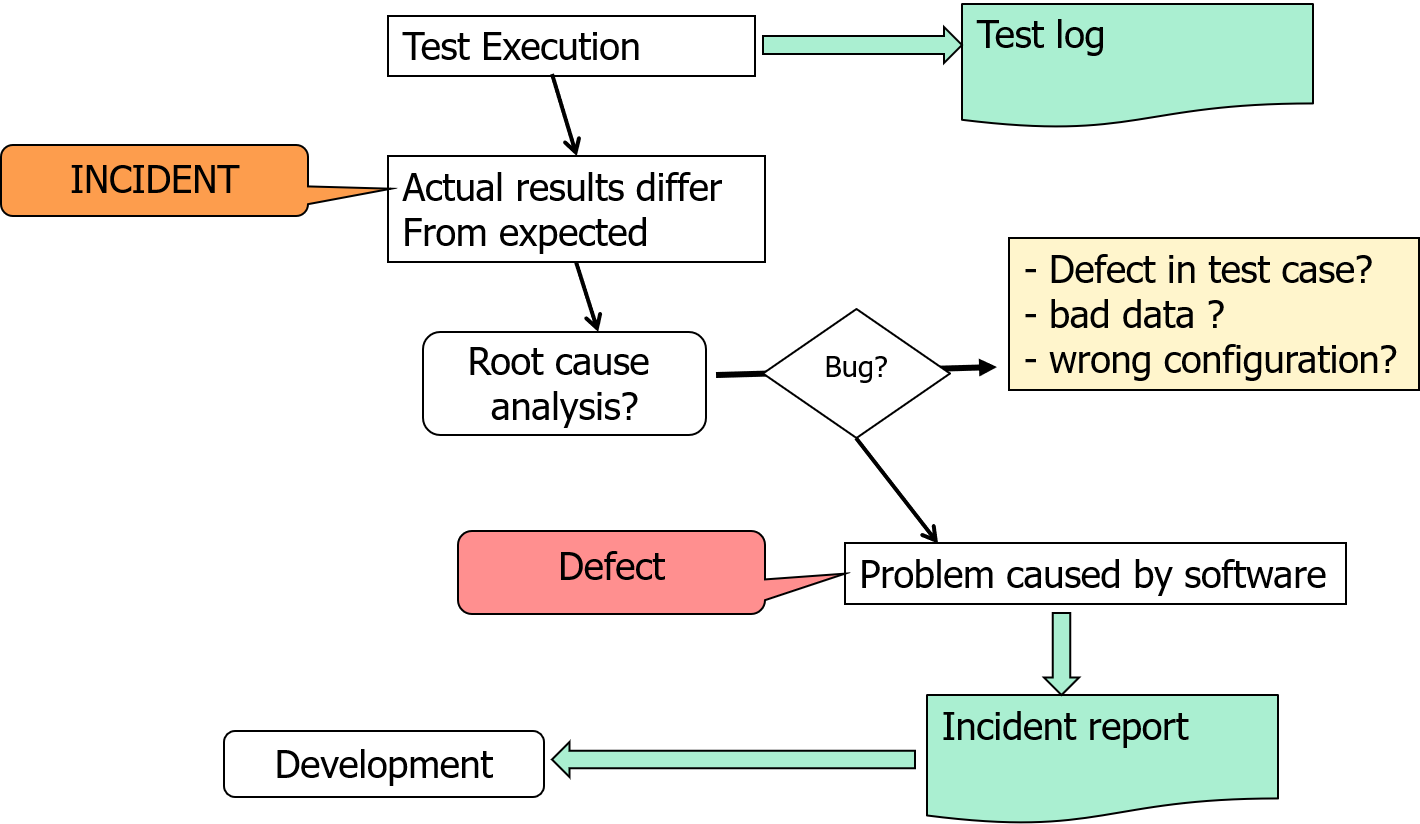 Test Execution
Test log
INCIDENT
Actual results differ
From expected
- Defect in test case?
- bad data ?
- wrong configuration?
Root cause
analysis?
Bug?
Defect
Problem caused by software
Incident report
Development